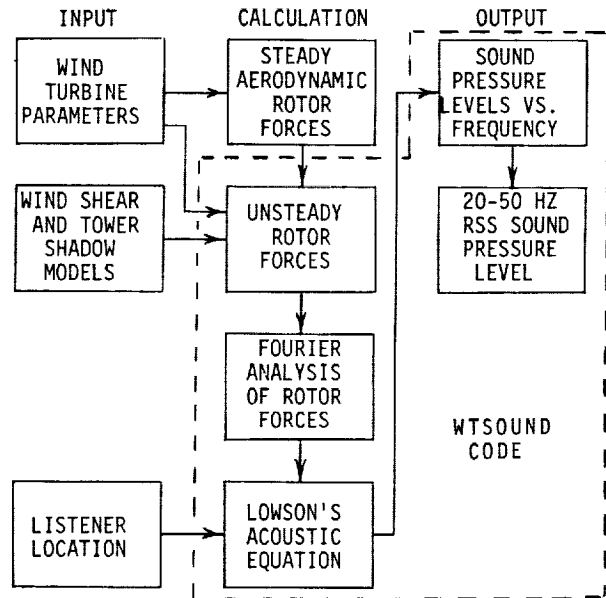 INPUT
CALCULATION
OUTPUT
WIND
TURBINE
PARAMETERS
STEADY
AERODYNAMIC
ROTOR
FORCES
SOUND
PRESSURE
LEVELS VS.
FREQUENCY
WIND SHEAR
AND TOWER
SHADOW
MODELS
UNSTEADY
ROTOR
FORCES
20-50 HZ
RSS SOUND
PRESSURE
LEVEL
FOURIER
ANALYSIS
OF ROTOR
FORCES
WTSOUND
CODE
LISTENER
LOCATION
LOWSON'S
ACOUSTIC
EQUATION